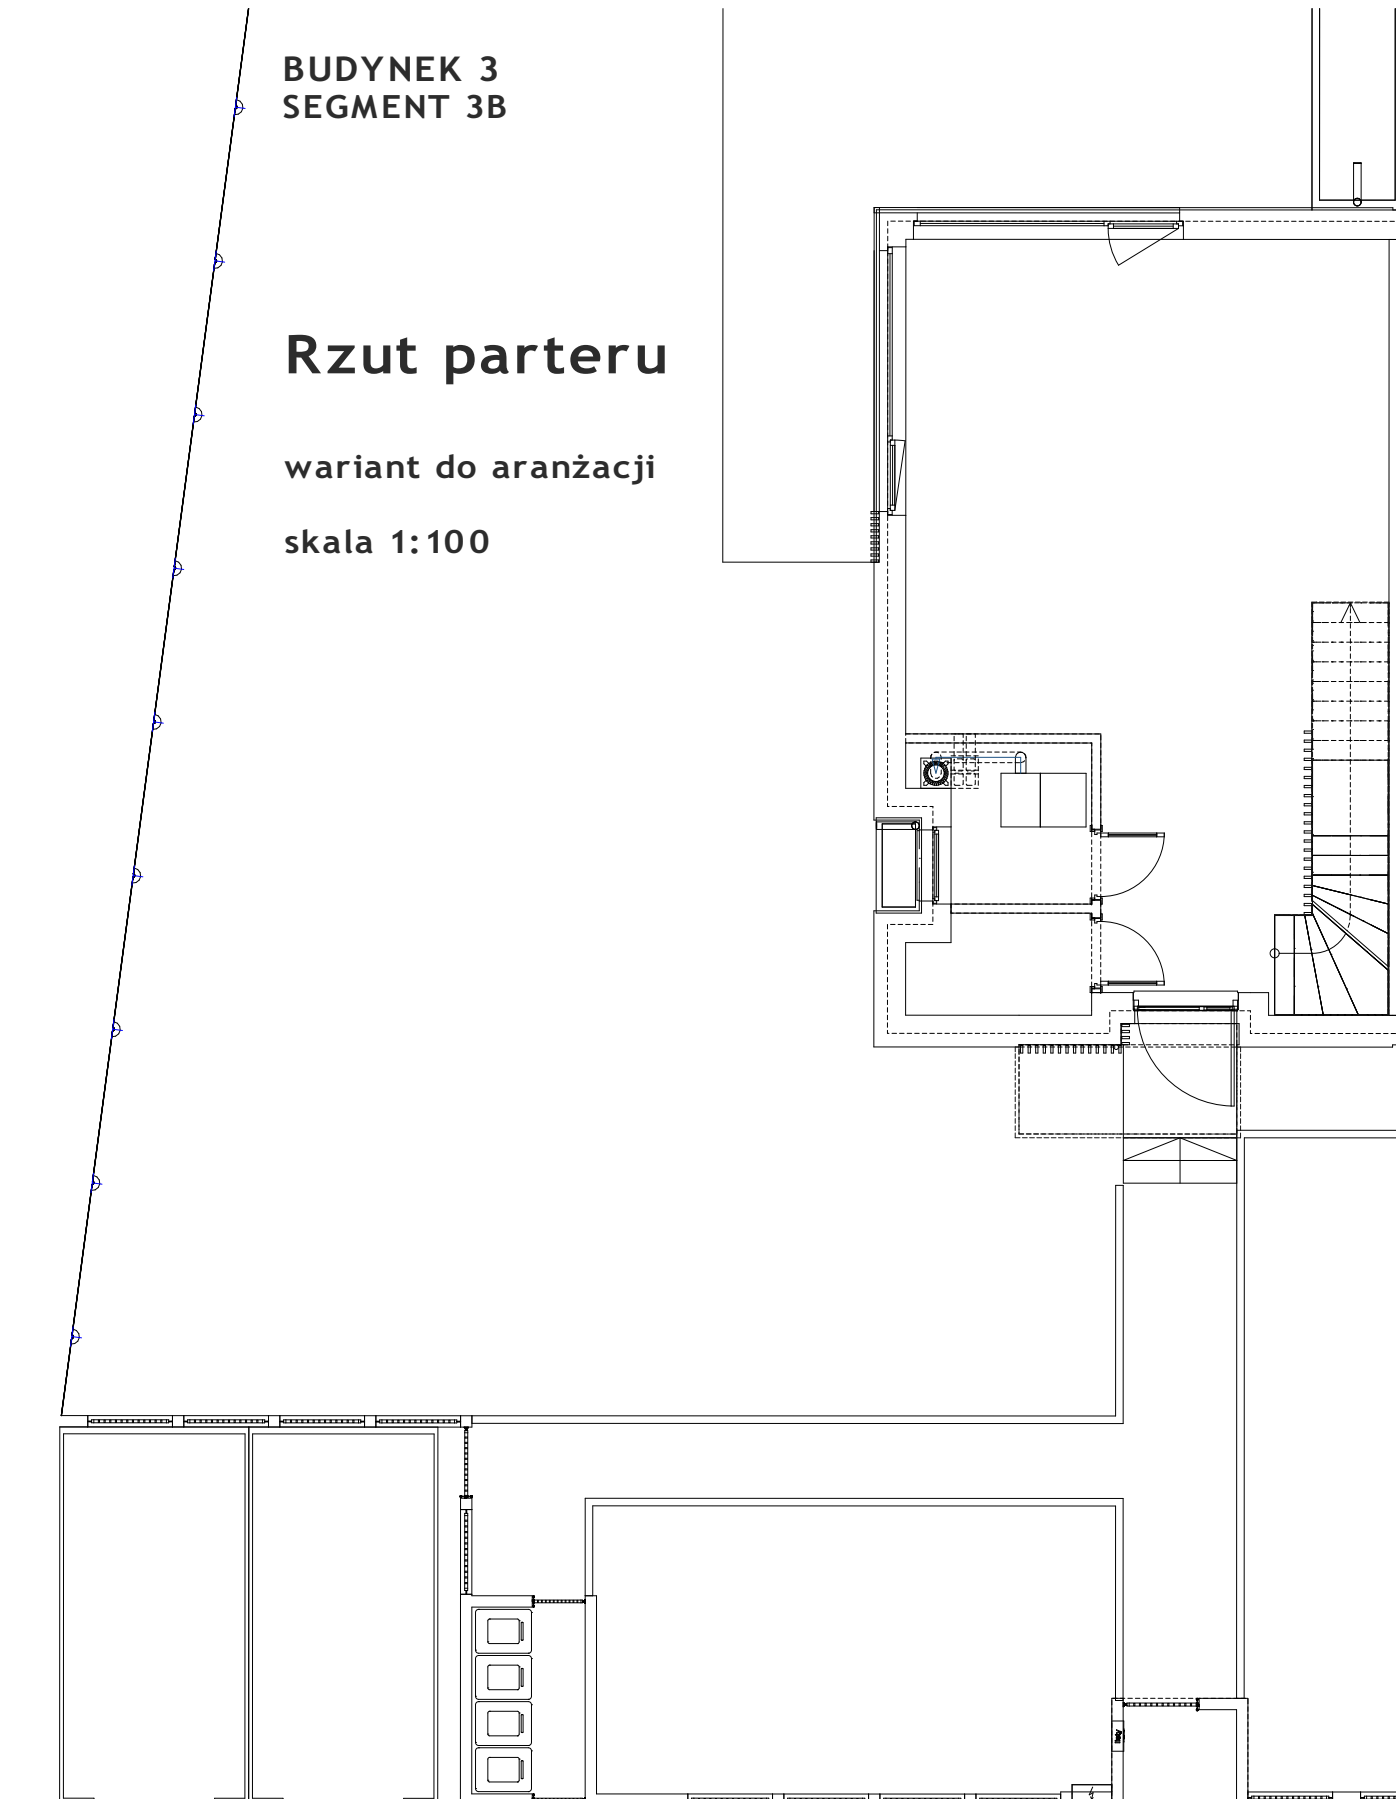 BUDYNEK 3
SEGMENT 3B
Rzut parteru
wariant do aranżacji
skala 1:100